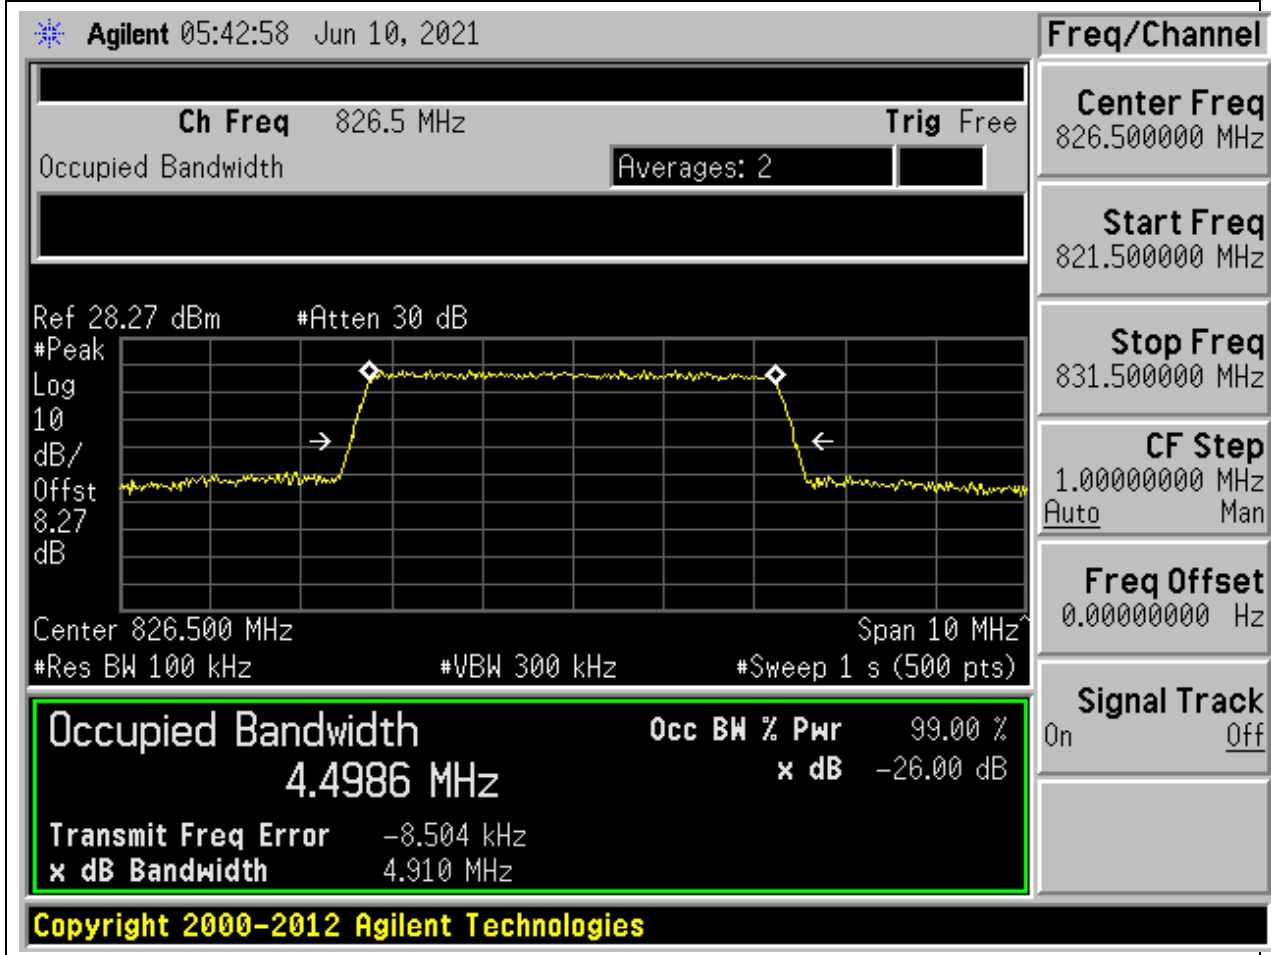 Agilent 05:42:58 Jun 10, 2021
Freq/Channel
Ch Freq 826.5 MHz Trig Free
Occupied Bandwidth Averages: 2
Ref 28.27 dBm #Atten 30 dB
#Peak
Log
10
dB/
Offst
8.27
dB
Center 826.500 MHz Span 10 MHz^
#Res BW 100 kHz #VBW 300 kHz #Sweep 1 s (500 pts)
Occupied Bandwidth Occ BW % Pwr 99.00 %
4.4986 MHz x dB -26.00 dB
Transmit Freq Error -8.504 kHz
x dB Bandwidth 4.910 MHz
Copyright 2000-2012 Agilent Technologies
Center Freq
826.500000 MHz
Start Freq
821.500000 MHz
Stop Freq
831.500000 MHz
CF Step
1.00000000 MHz
Auto Man
Freq Offset
0.00000000 Hz
Signal Track
On Off